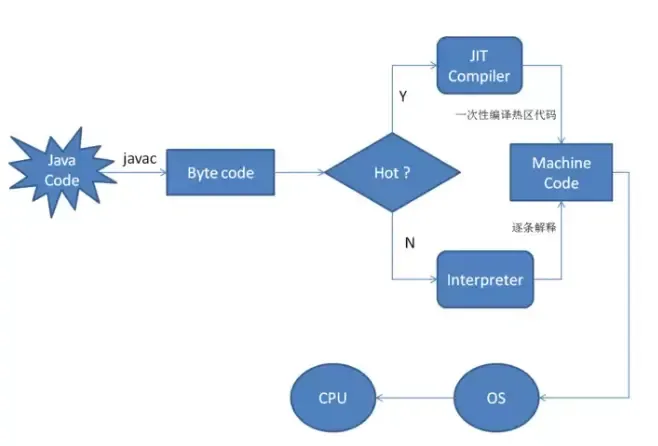 JIT
Compiler
Y
一次性编译热区代码
Java
Code
javac
Byte code
Hot ?
Machine
Code
N
逐条解释
Interpreter
CPU
OS